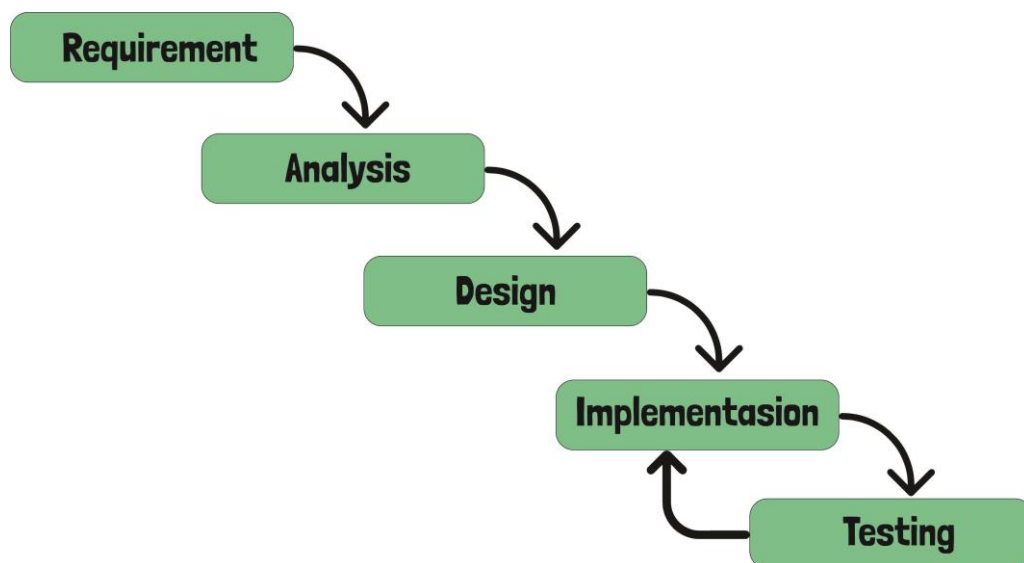 Requirement
Analysis
Design
Implementasion
Testing